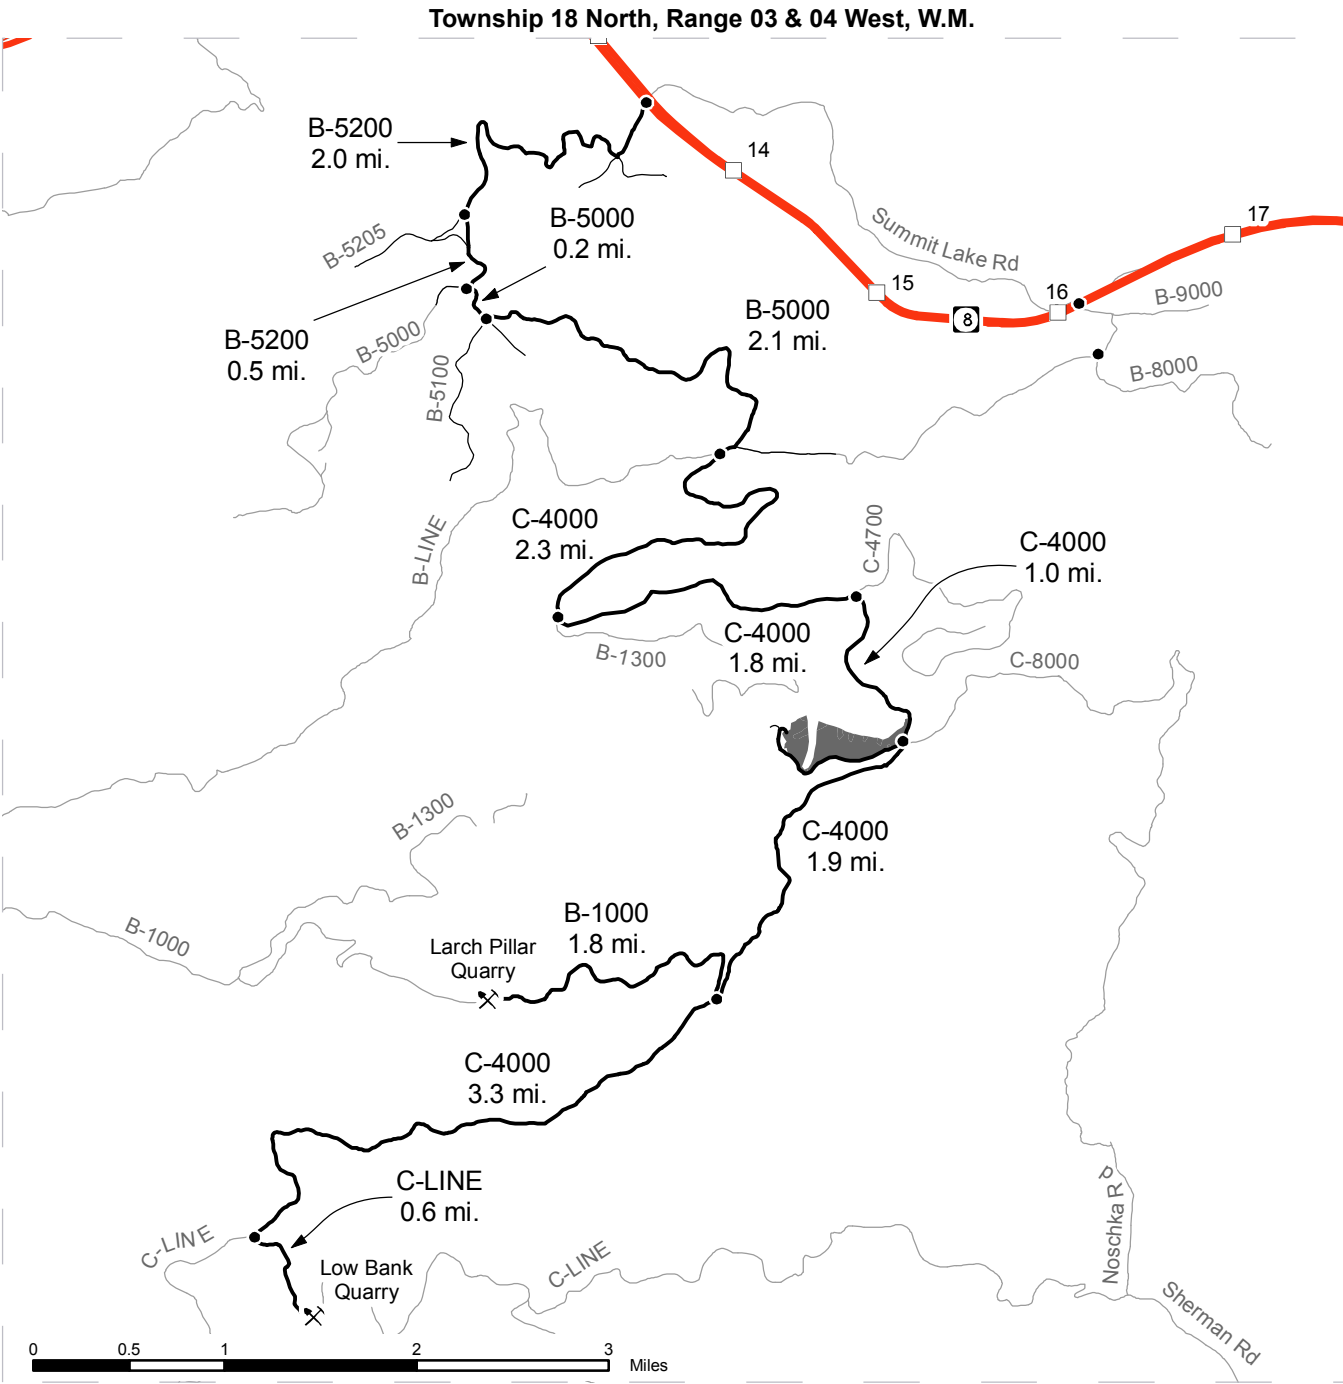 Township 18 North, Range 03 & 04 West, W.M.
B-5200
2.0 mi.
14
B-5000
0.2 mi.
17
Summit Lake Rd
B-5205
15
16
B-9000
8
B-5000
2.1 mi.
B-5200
0.5 mi.
B-5000
B-5100
B-8000
C-4000
2.3 mi.
B-LINE
C-4700
C-4000
1.0 mi.
C-4000
1.8 mi.
B-1300
C-8000
B-1300
C-4000
1.9 mi.
B-1000
B-1000
1.8 mi.
Larch Pillar
Quarry
C-4000
3.3 mi.
C-LINE
0.6 mi.
C-LINE
Low Bank
Quarry
C-LINE
Noschka Rd
Sherman Rd
0 0.5 1 2 3
Miles